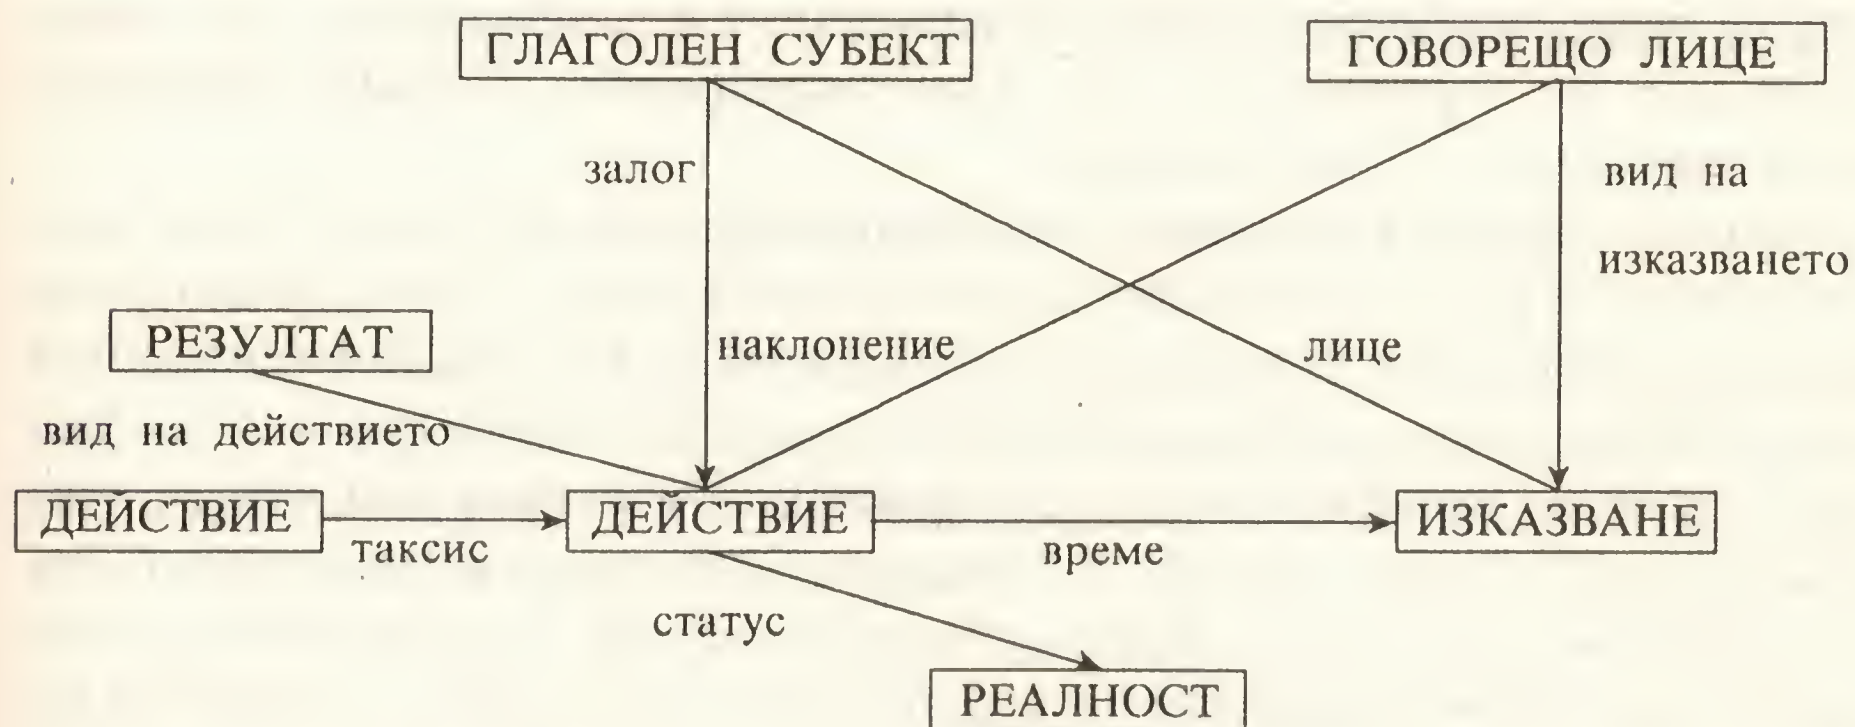 ГЛАГОЛЕН СУБЕКТ
ГОВОРЕЩО ЛИЦЕ
залог
вид на
изказването
РЕЗУЛТАТ
наклонение
лице
вид на действието
ДЕЙСТВИЕ
таксис
ДЕЙСТВИЕ
време
ИЗКАЗВАНЕ
статус
РЕАЛНОСТ